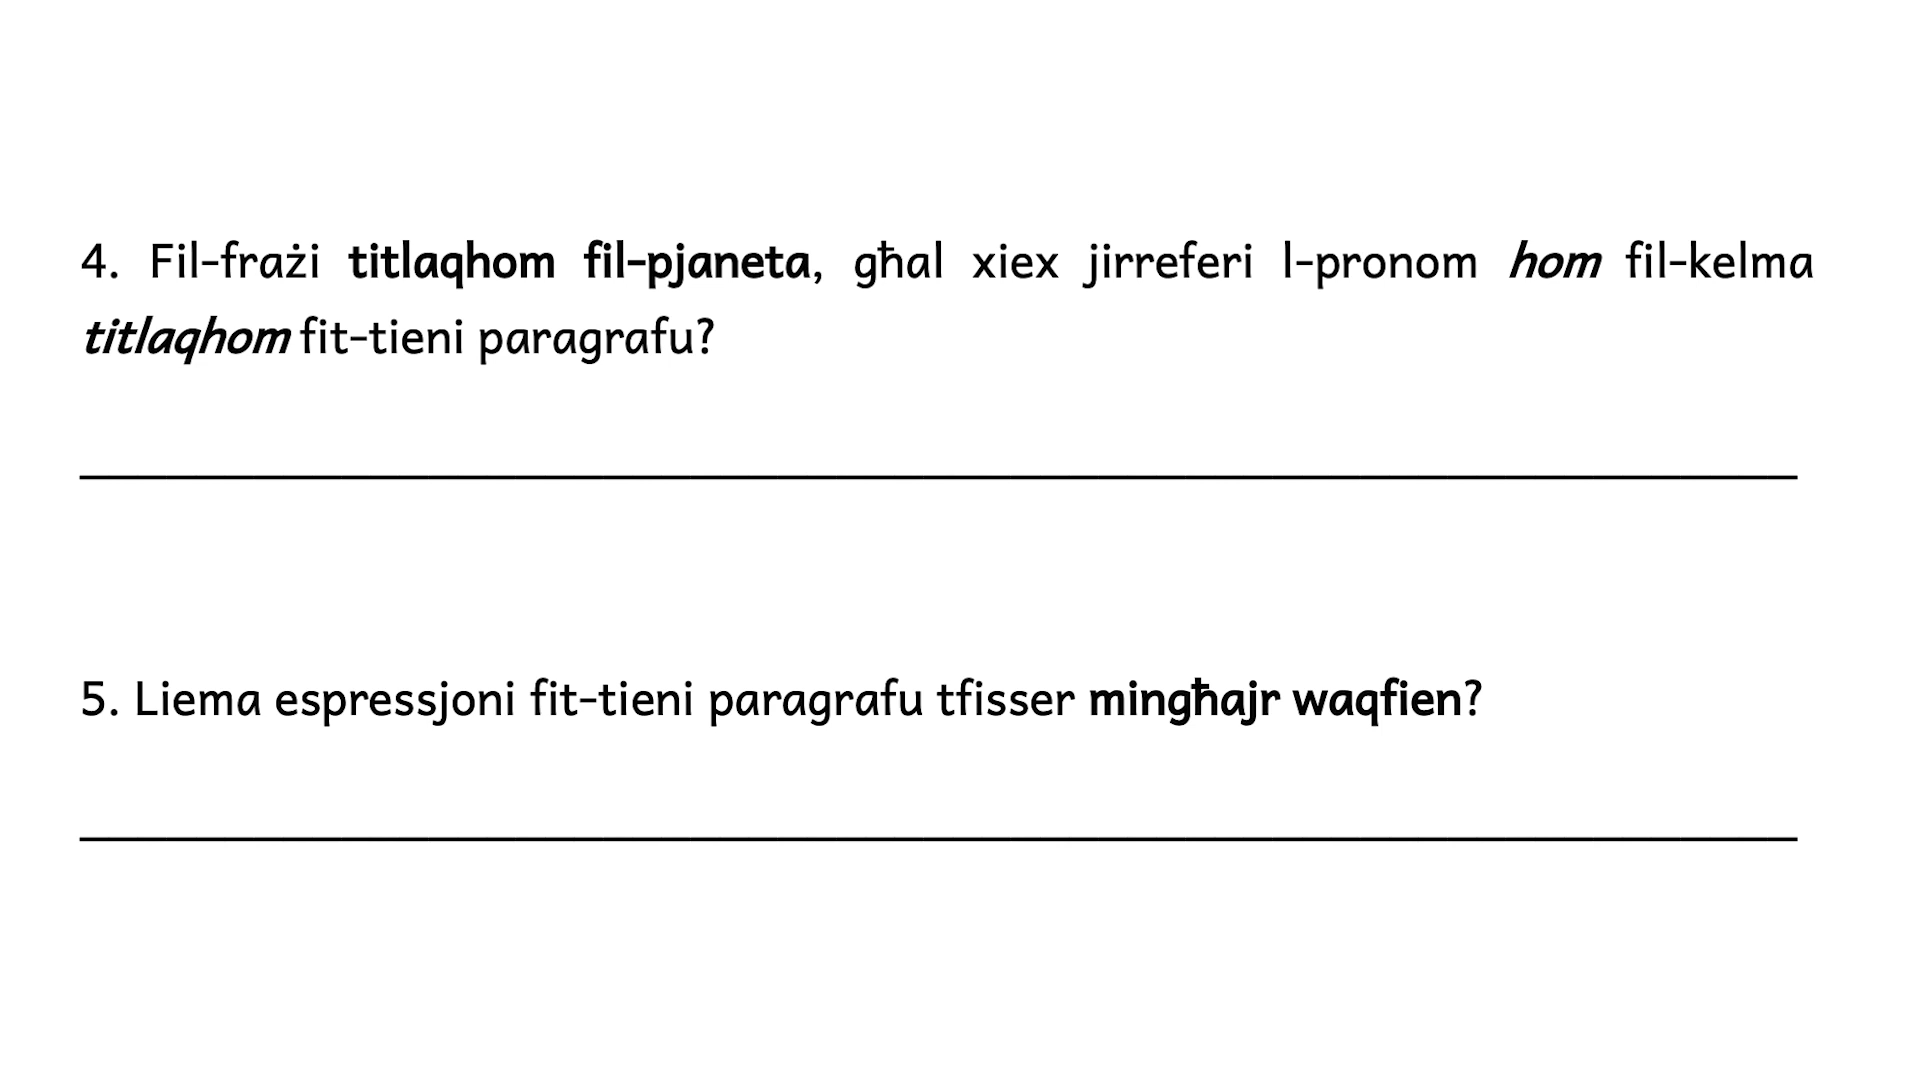 4. Fil-frażi titlaqhom fil-pjaneta, għal xiex jirreferi l-pronom hom fil-kelma
titlaqhom fit-tieni paragrafu?
5. Liema espressjoni fit-tieni paragrafu tfisser mingħajr waqfien?